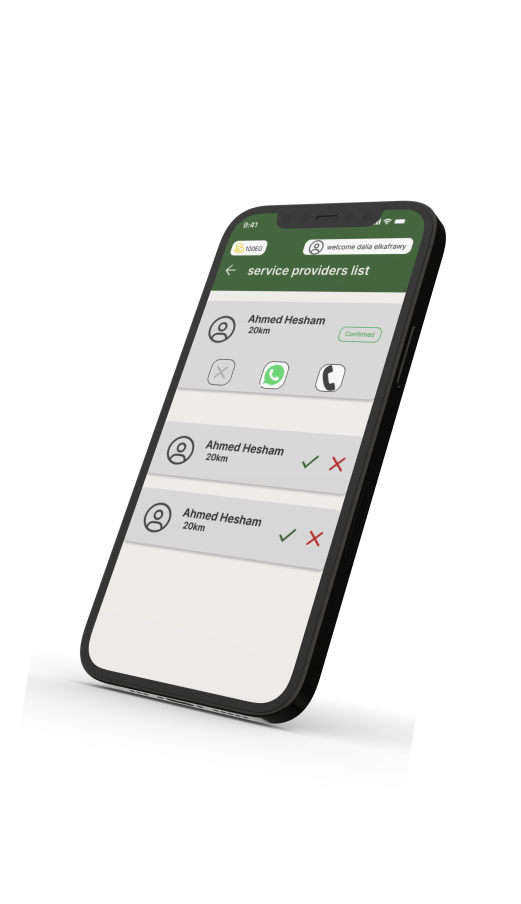 9:41
100EG
welcome dalia elkafrawy
service providers list
Ahmed Hesham
20km
Confirmed
Ahmed Hesham
20km
Ahmed Hesham
20km